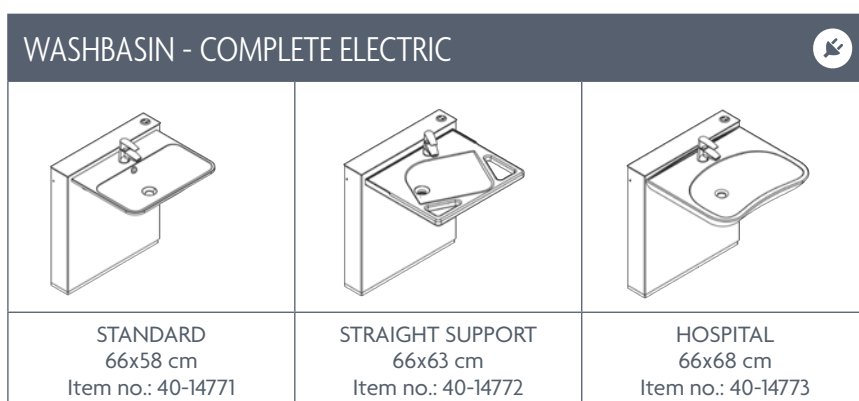 WASHBASIN - COMPLETE ELECTRIC
STANDARD
66x58 cm
Item no.: 40-14771
STRAIGHT SUPPORT
66x63 cm
Item no.: 40-14772
HOSPITAL
66x68 cm
Item no.: 40-14773